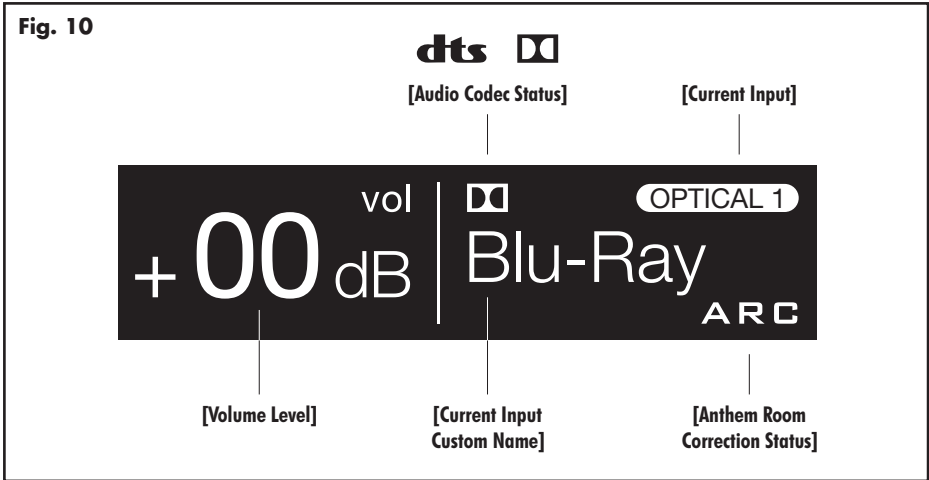 Fig. 10
dts
[Audio Codec Status]
[Current Input]
vol
OPTICAL 1
+00 dB
Blu-Ray
ARC
[Volume Level]
[Current Input
Custom Name]
[Anthem Room
Correction Status]